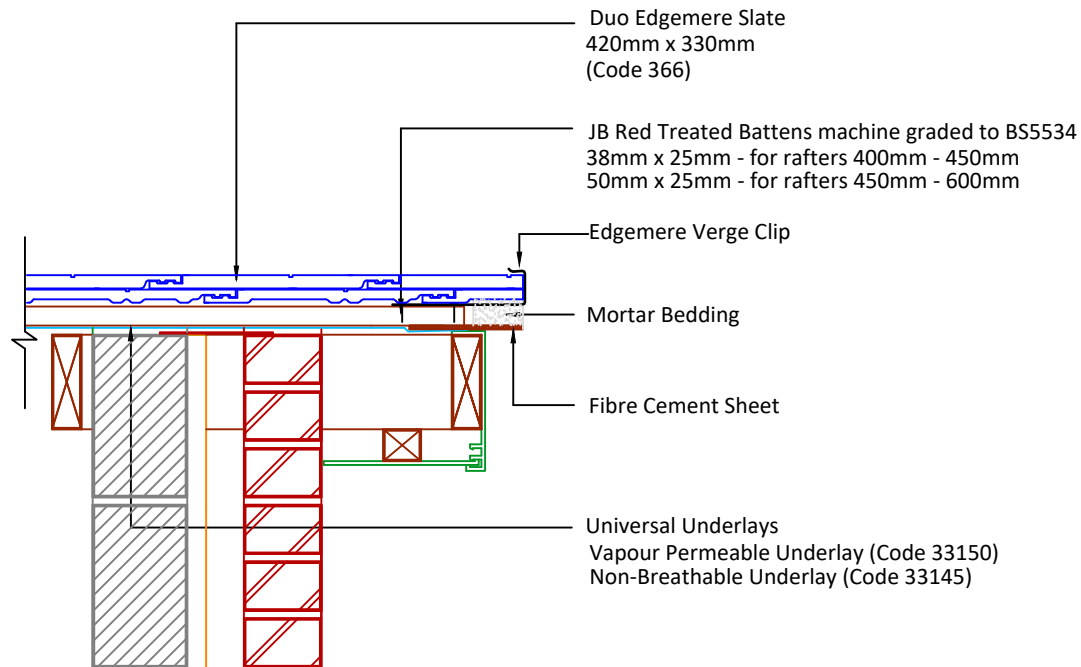 Duo Edgemere Slate
420mm x 330mm
(Code 366)
JB Red Treated Battens machine graded to BS5534
38mm x 25mm - for rafters 400mm - 450mm
50mm x 25mm - for rafters 450mm - 600mm
Edgemere Verge Clip
Mortar Bedding
Fibre Cement Sheet
Universal Underlays
Vapour Permeable Underlay (Code 33150)
Non-Breathable Underlay (Code 33145)